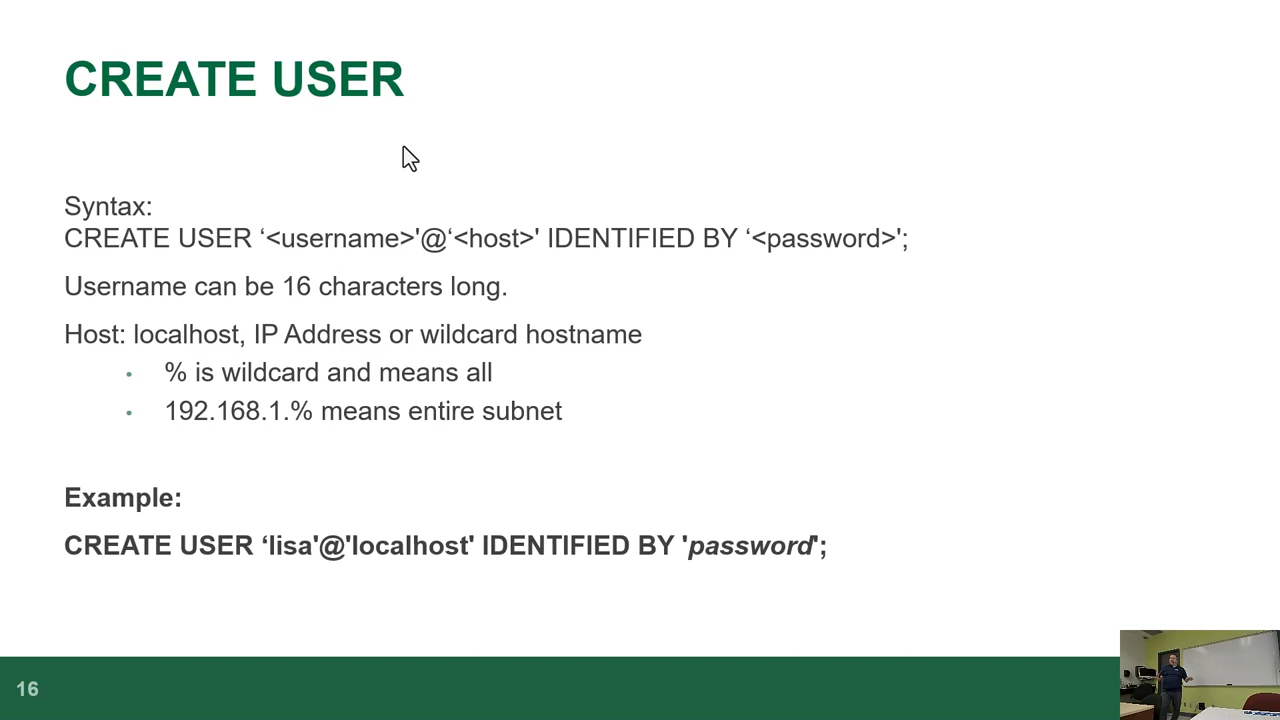 CREATE USER
Syntax:
CREATE USER ‘<username>'@‘<host>' IDENTIFIED BY ‘<password>';
Username can be 16 characters long.
Host: localhost, IP Address or wildcard hostname
• % is wildcard and means all
• 192.168.1.% means entire subnet
Example:
CREATE USER ‘lisa'@'localhost' IDENTIFIED BY 'password';
16